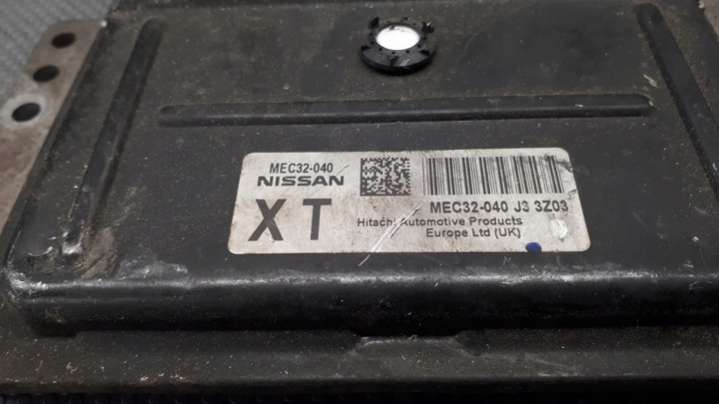 MEC32-040
NISSAN
XT
MEC32-040 J3 3Z03
Hitachi Automotive Products
Europe Ltd (UK)